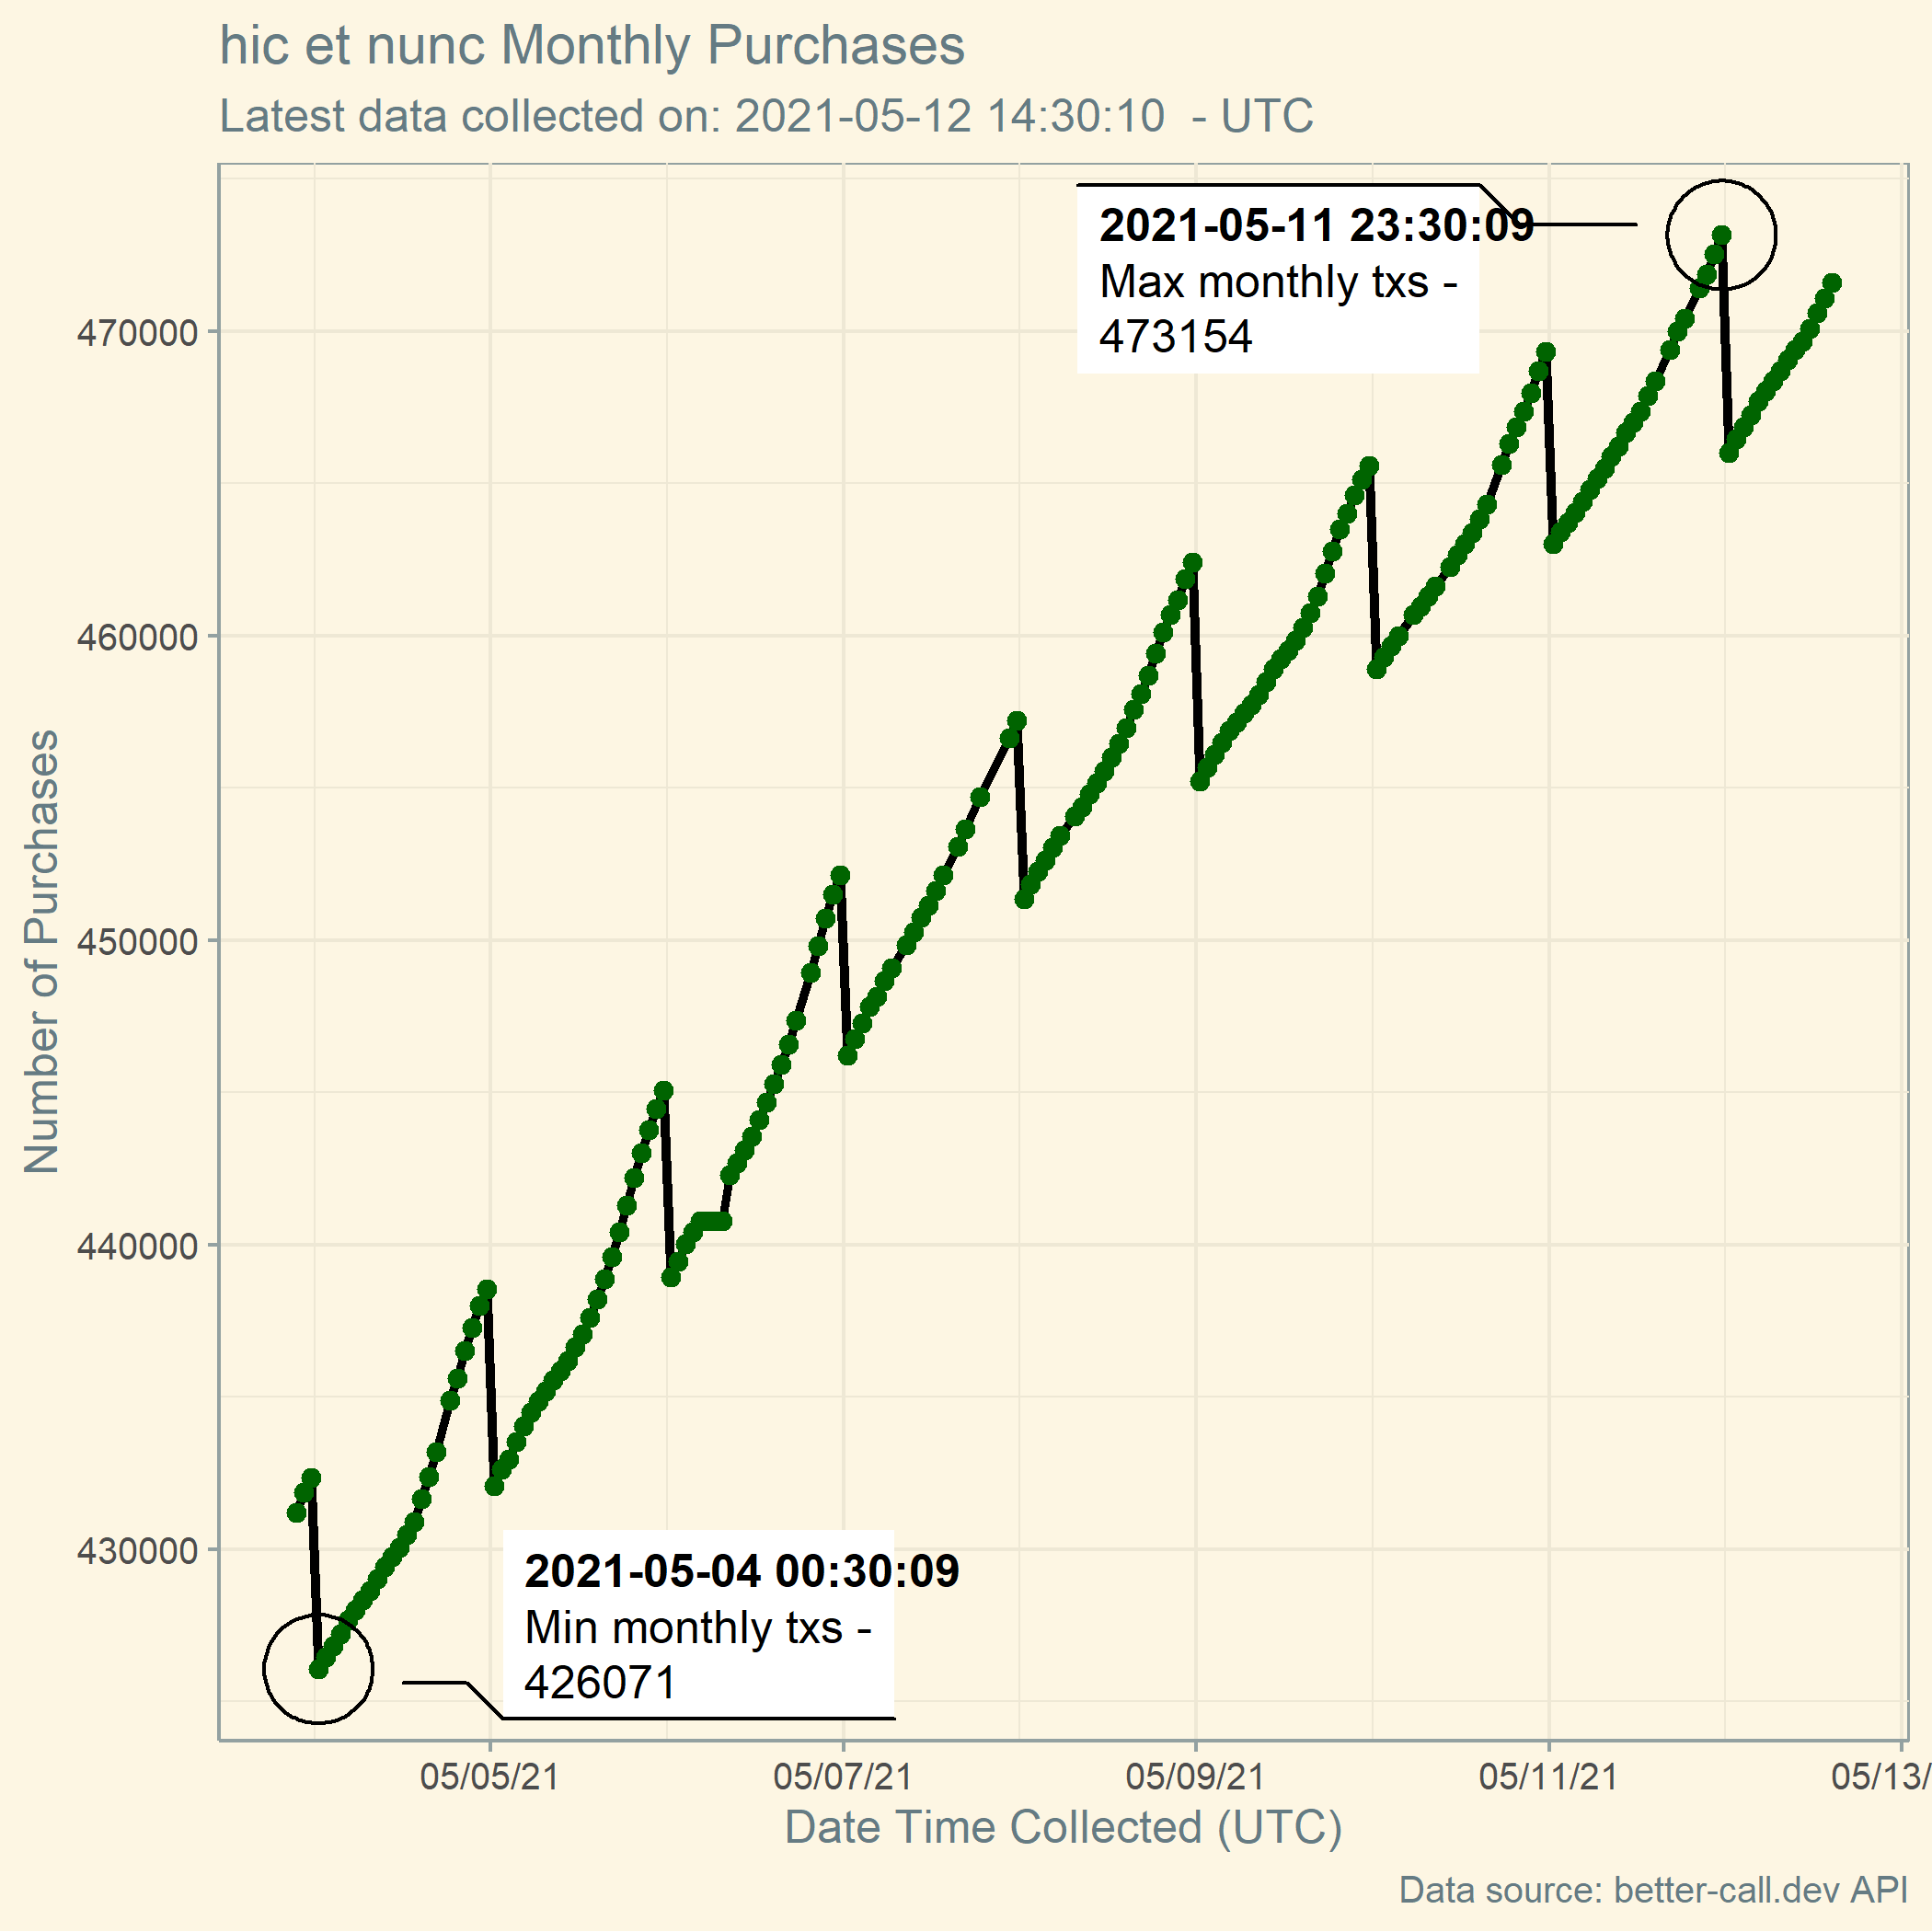 hic et nunc Monthly Purchases
Latest data collected on: 2021-05-12 14:30:10  - UTC
2021-05-11 23:30:09
Max monthly txs -
473154
470000
460000
450000
440000
430000
Number of Purchases
2021-05-04 00:30:09
Min monthly txs -
426071
05/05/21
05/07/21
05/09/21
05/11/21
05/13/
Date Time Collected (UTC)
Data source: better-call.dev API